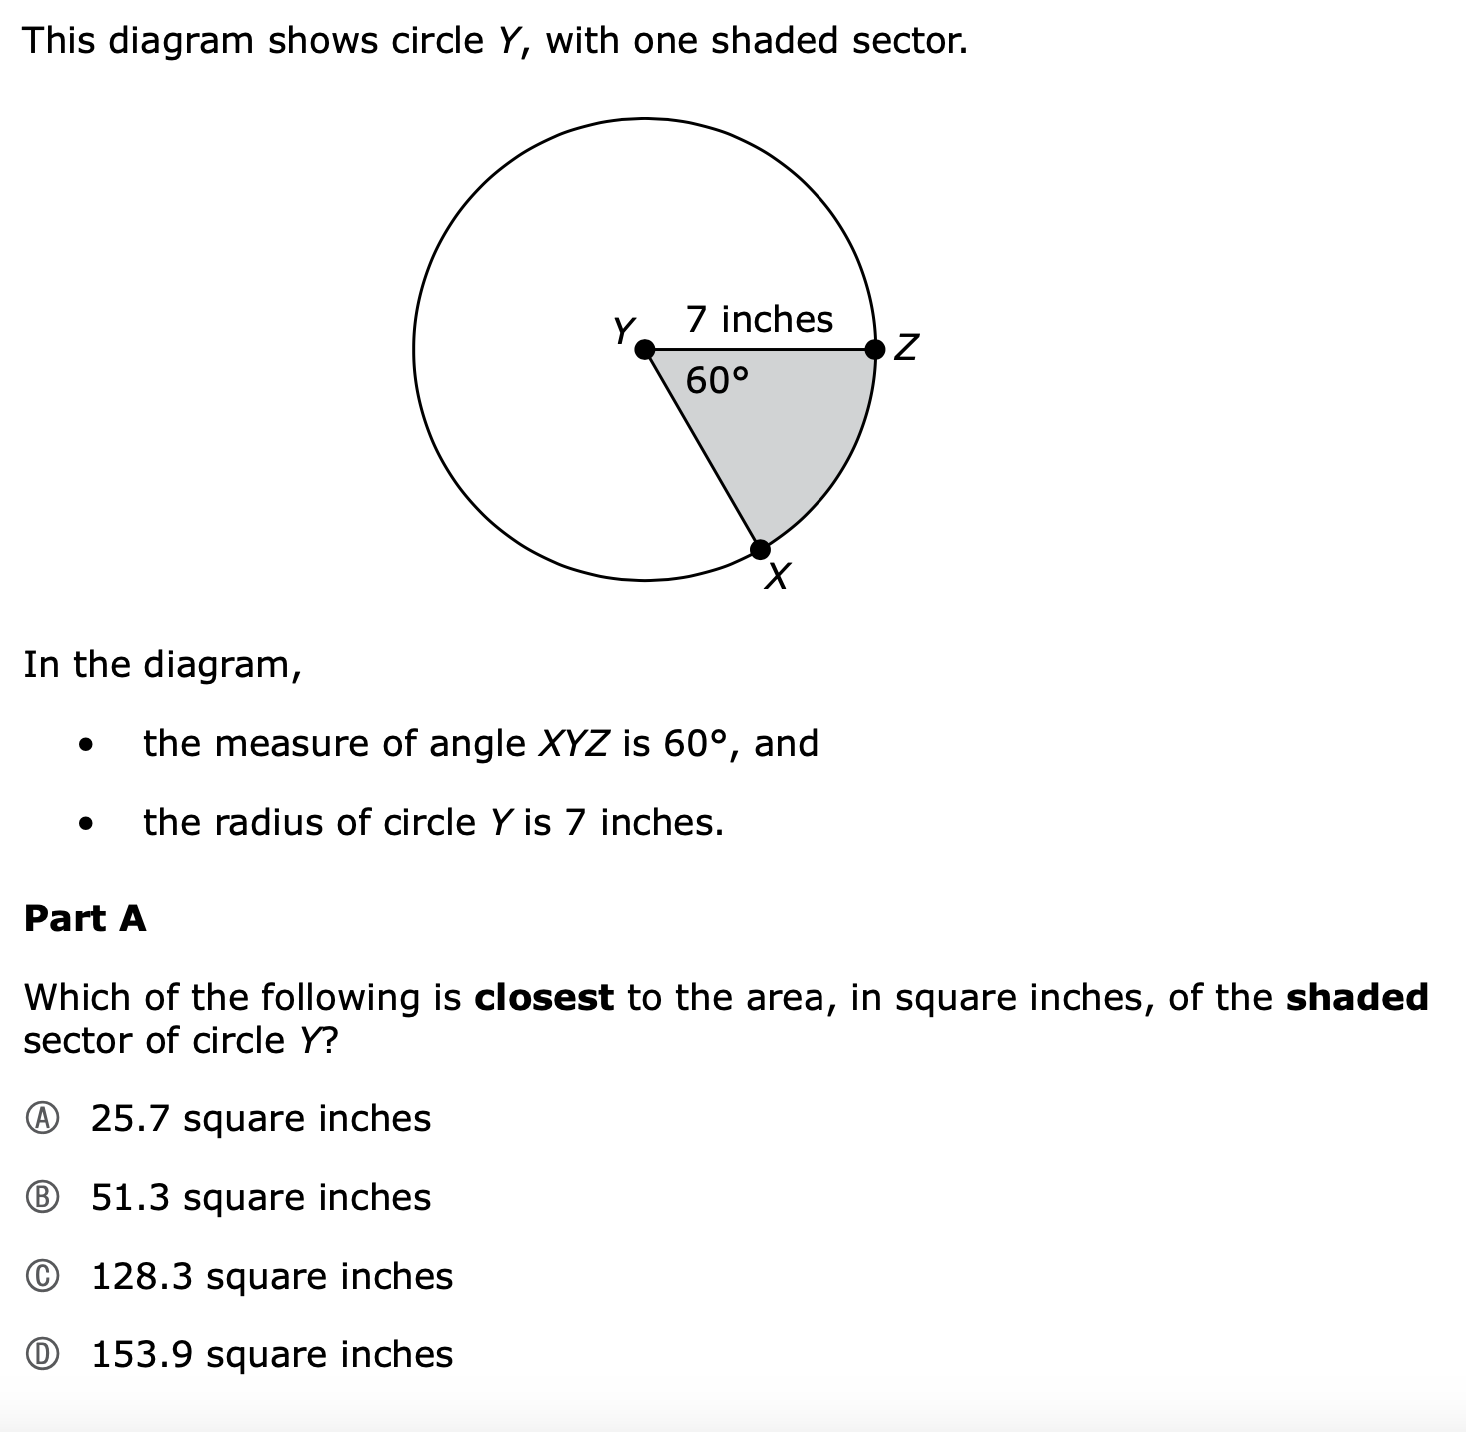 This diagram shows circle Y, with one shaded sector.
Y
7 inches
Z
60°
X
In the diagram,
• the measure of angle XYZ is 60°, and
• the radius of circle Y is 7 inches.
Part A
Which of the following is closest to the area, in square inches, of the shaded
sector of circle Y?
Ⓐ 25.7 square inches
Ⓑ 51.3 square inches
Ⓒ 128.3 square inches
Ⓓ 153.9 square inches